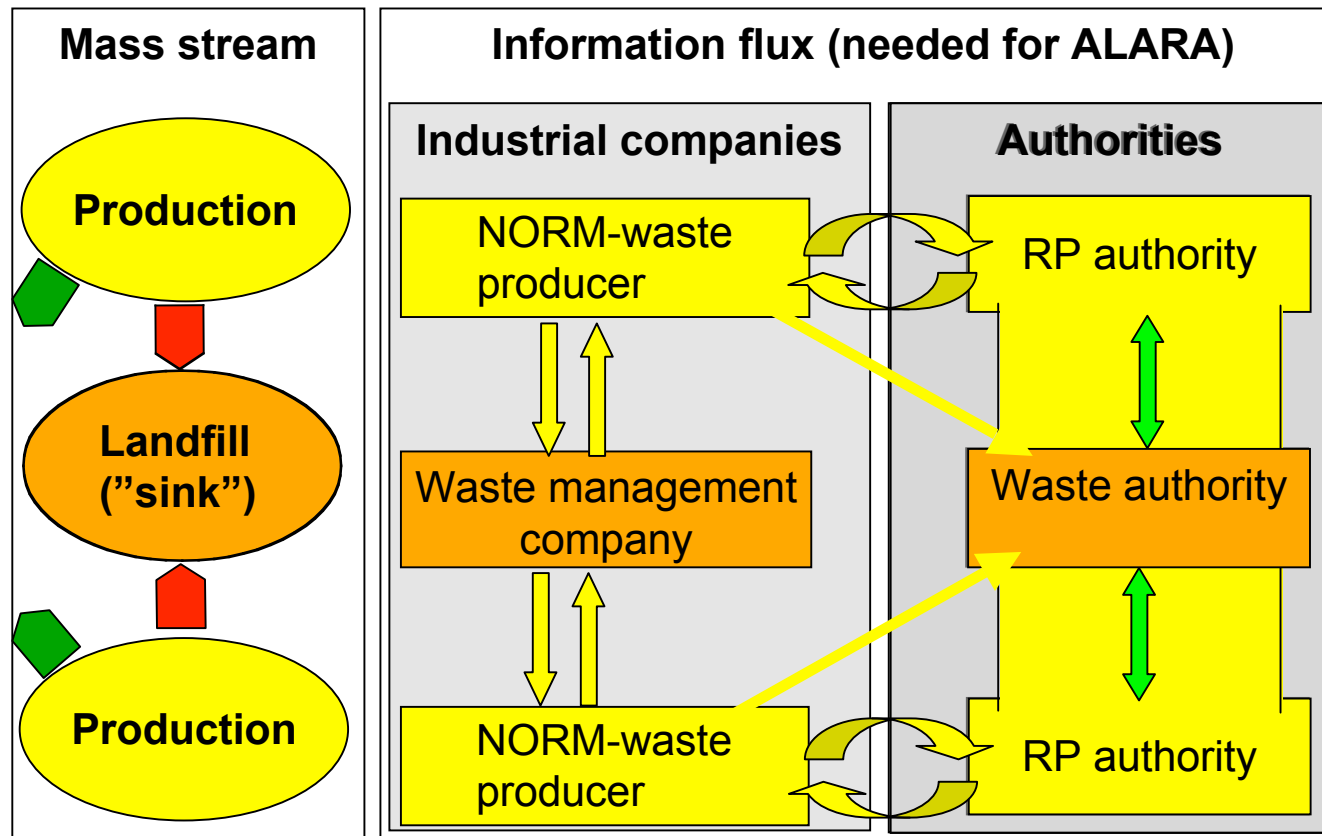 Mass stream
Production
Landfill
(”sink”)
Production
Information flux (needed for ALARA)
Industrial companies
NORM-waste
producer
Waste management
company
NORM-waste
producer
Authorities
RP authority
Waste authority
RP authority